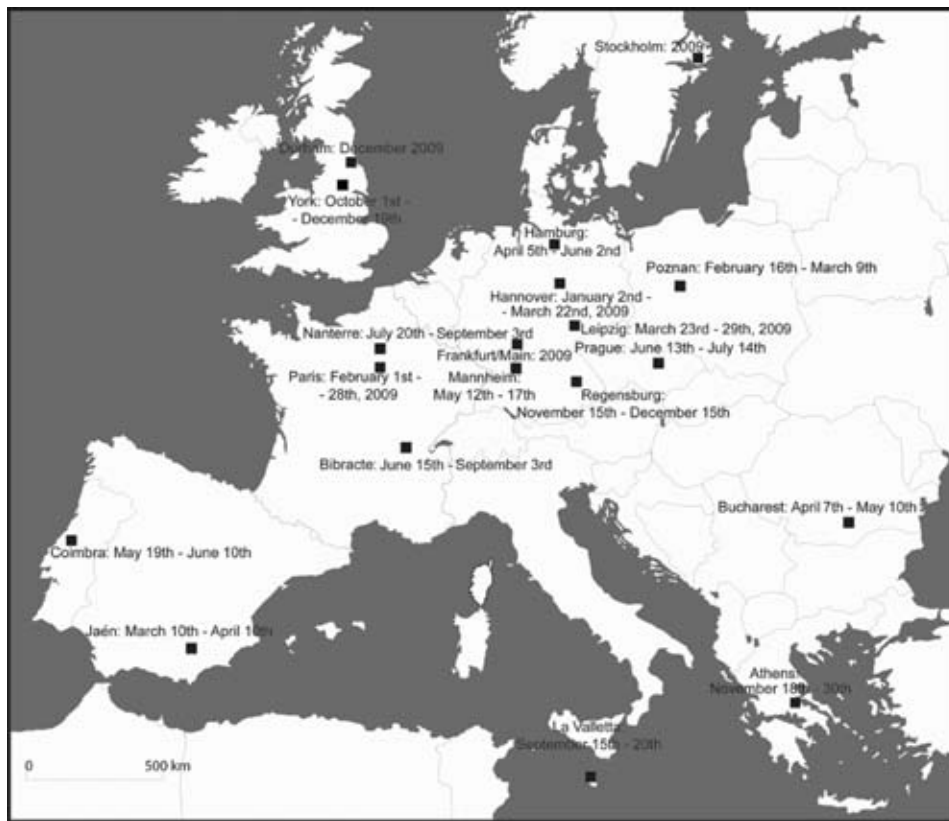 Stockholm: 2009
Durham: December 2009
York: October 1st -
- December 19th
Hamburg:
April 5th - June 2nd
Poznan: February 16th - March 9th
Hannover: January 2nd -
- March 22nd, 2009
Leipzig: March 23rd - 29th, 2009
Nanterre: July 20th - September 3rd
Prague: June 13th - July 14th
Frankfurt/Main: 2009
Paris: February 1st -
- 28th, 2009
Mannheim:
May 12th - 17th
Regensburg:
November 15th - December 15th
Bibracte: June 15th - September 3rd
Bucharest: April 7th - May 10th
Coimbra: May 19th - June 10th
Jaén: March 10th - April 10th
Athens:
November 18th - 30th
La Valletta:
September 15th - 20th
0 500 km